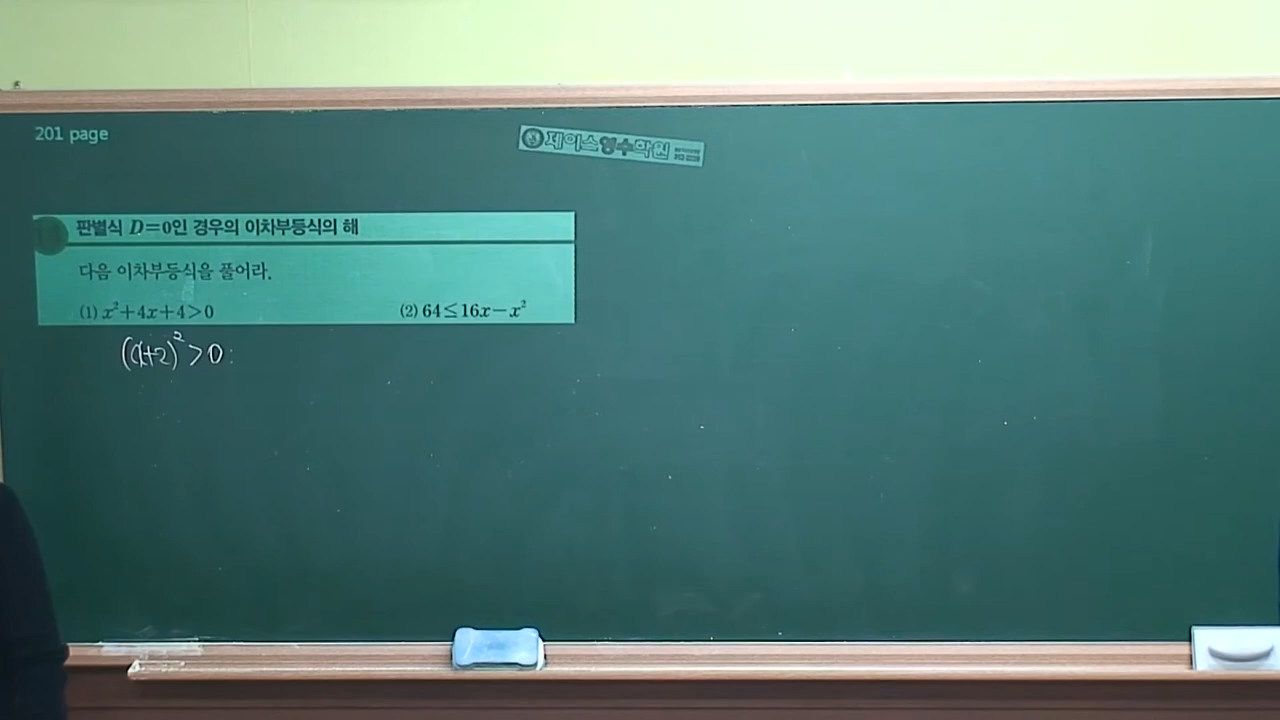 201 page
제이스영수학원
판별식 D=0인 경우의 이차부등식의 해
다음 이차부등식을 풀어라.
(1) x²+4x+4>0 (2) 64≤16x−x²
(x+2)²>0 :